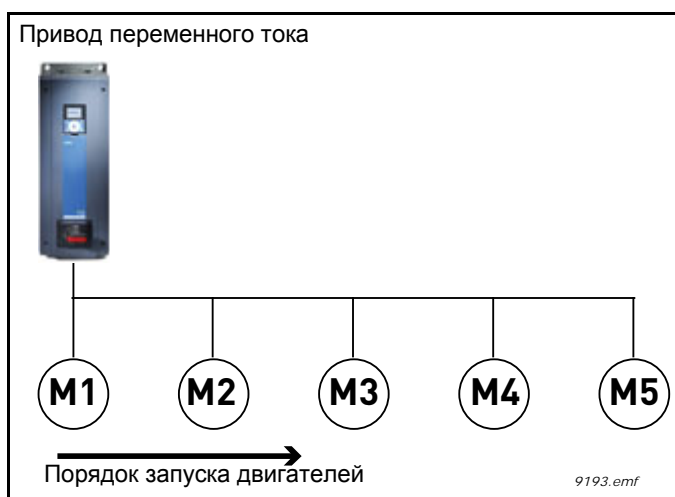 Привод переменного тока
M1 M2 M3 M4 M5
Порядок запуска двигателей
9193.emf